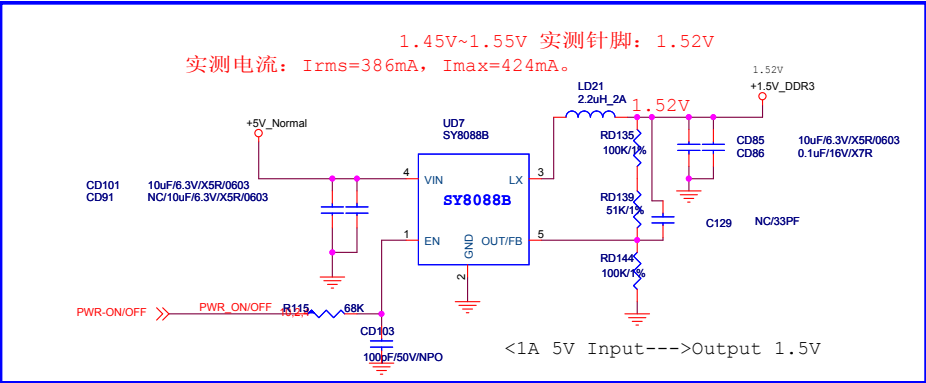 1.45V~1.55V 实测针脚：1.52V
实测电流：Irms=386mA，Imax=424mA。
1.52V
+1.5V_DDR3
LD21
2.2uH_2A
1.52V
+5V_Normal
UD7
SY8088B
RD135
100K/1%
CD85 10uF/6.3V/X5R/0603
CD86 0.1uF/16V/X7R
4 VIN LX 3
SY8088B
CD101 10uF/6.3V/X5R/0603
CD91 NC/10uF/6.3V/X5R/0603
RD139
51K/1%
C129 NC/33PF
1 EN OUT/FB 5
GND
2
RD144
100K/1%
PWR-ON/OFF PWR_ON/OFF R115 68K
CD103
100pF/50V/NPO
<1A 5V Input--->Output 1.5V